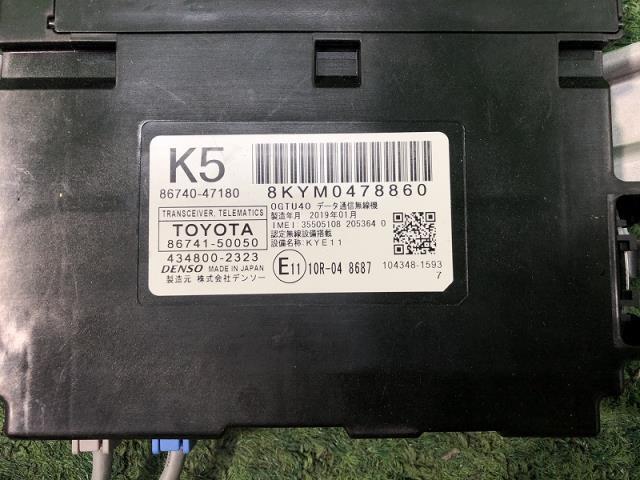 K5
86740-47180
8KYM0478860
TRANSCEIVER, TELEMATICS
TOYOTA
86741-50050
434800-2323
DENSO MADE IN JAPAN
製造元 株式会社デンソー
0GTU40 データ通信無線機
製造年月 2019年01月
IMEI:35505108 205364 0
認定無線設備搭載
設備名称:KYE11
E11 10R-04 8687
104348-1593
7